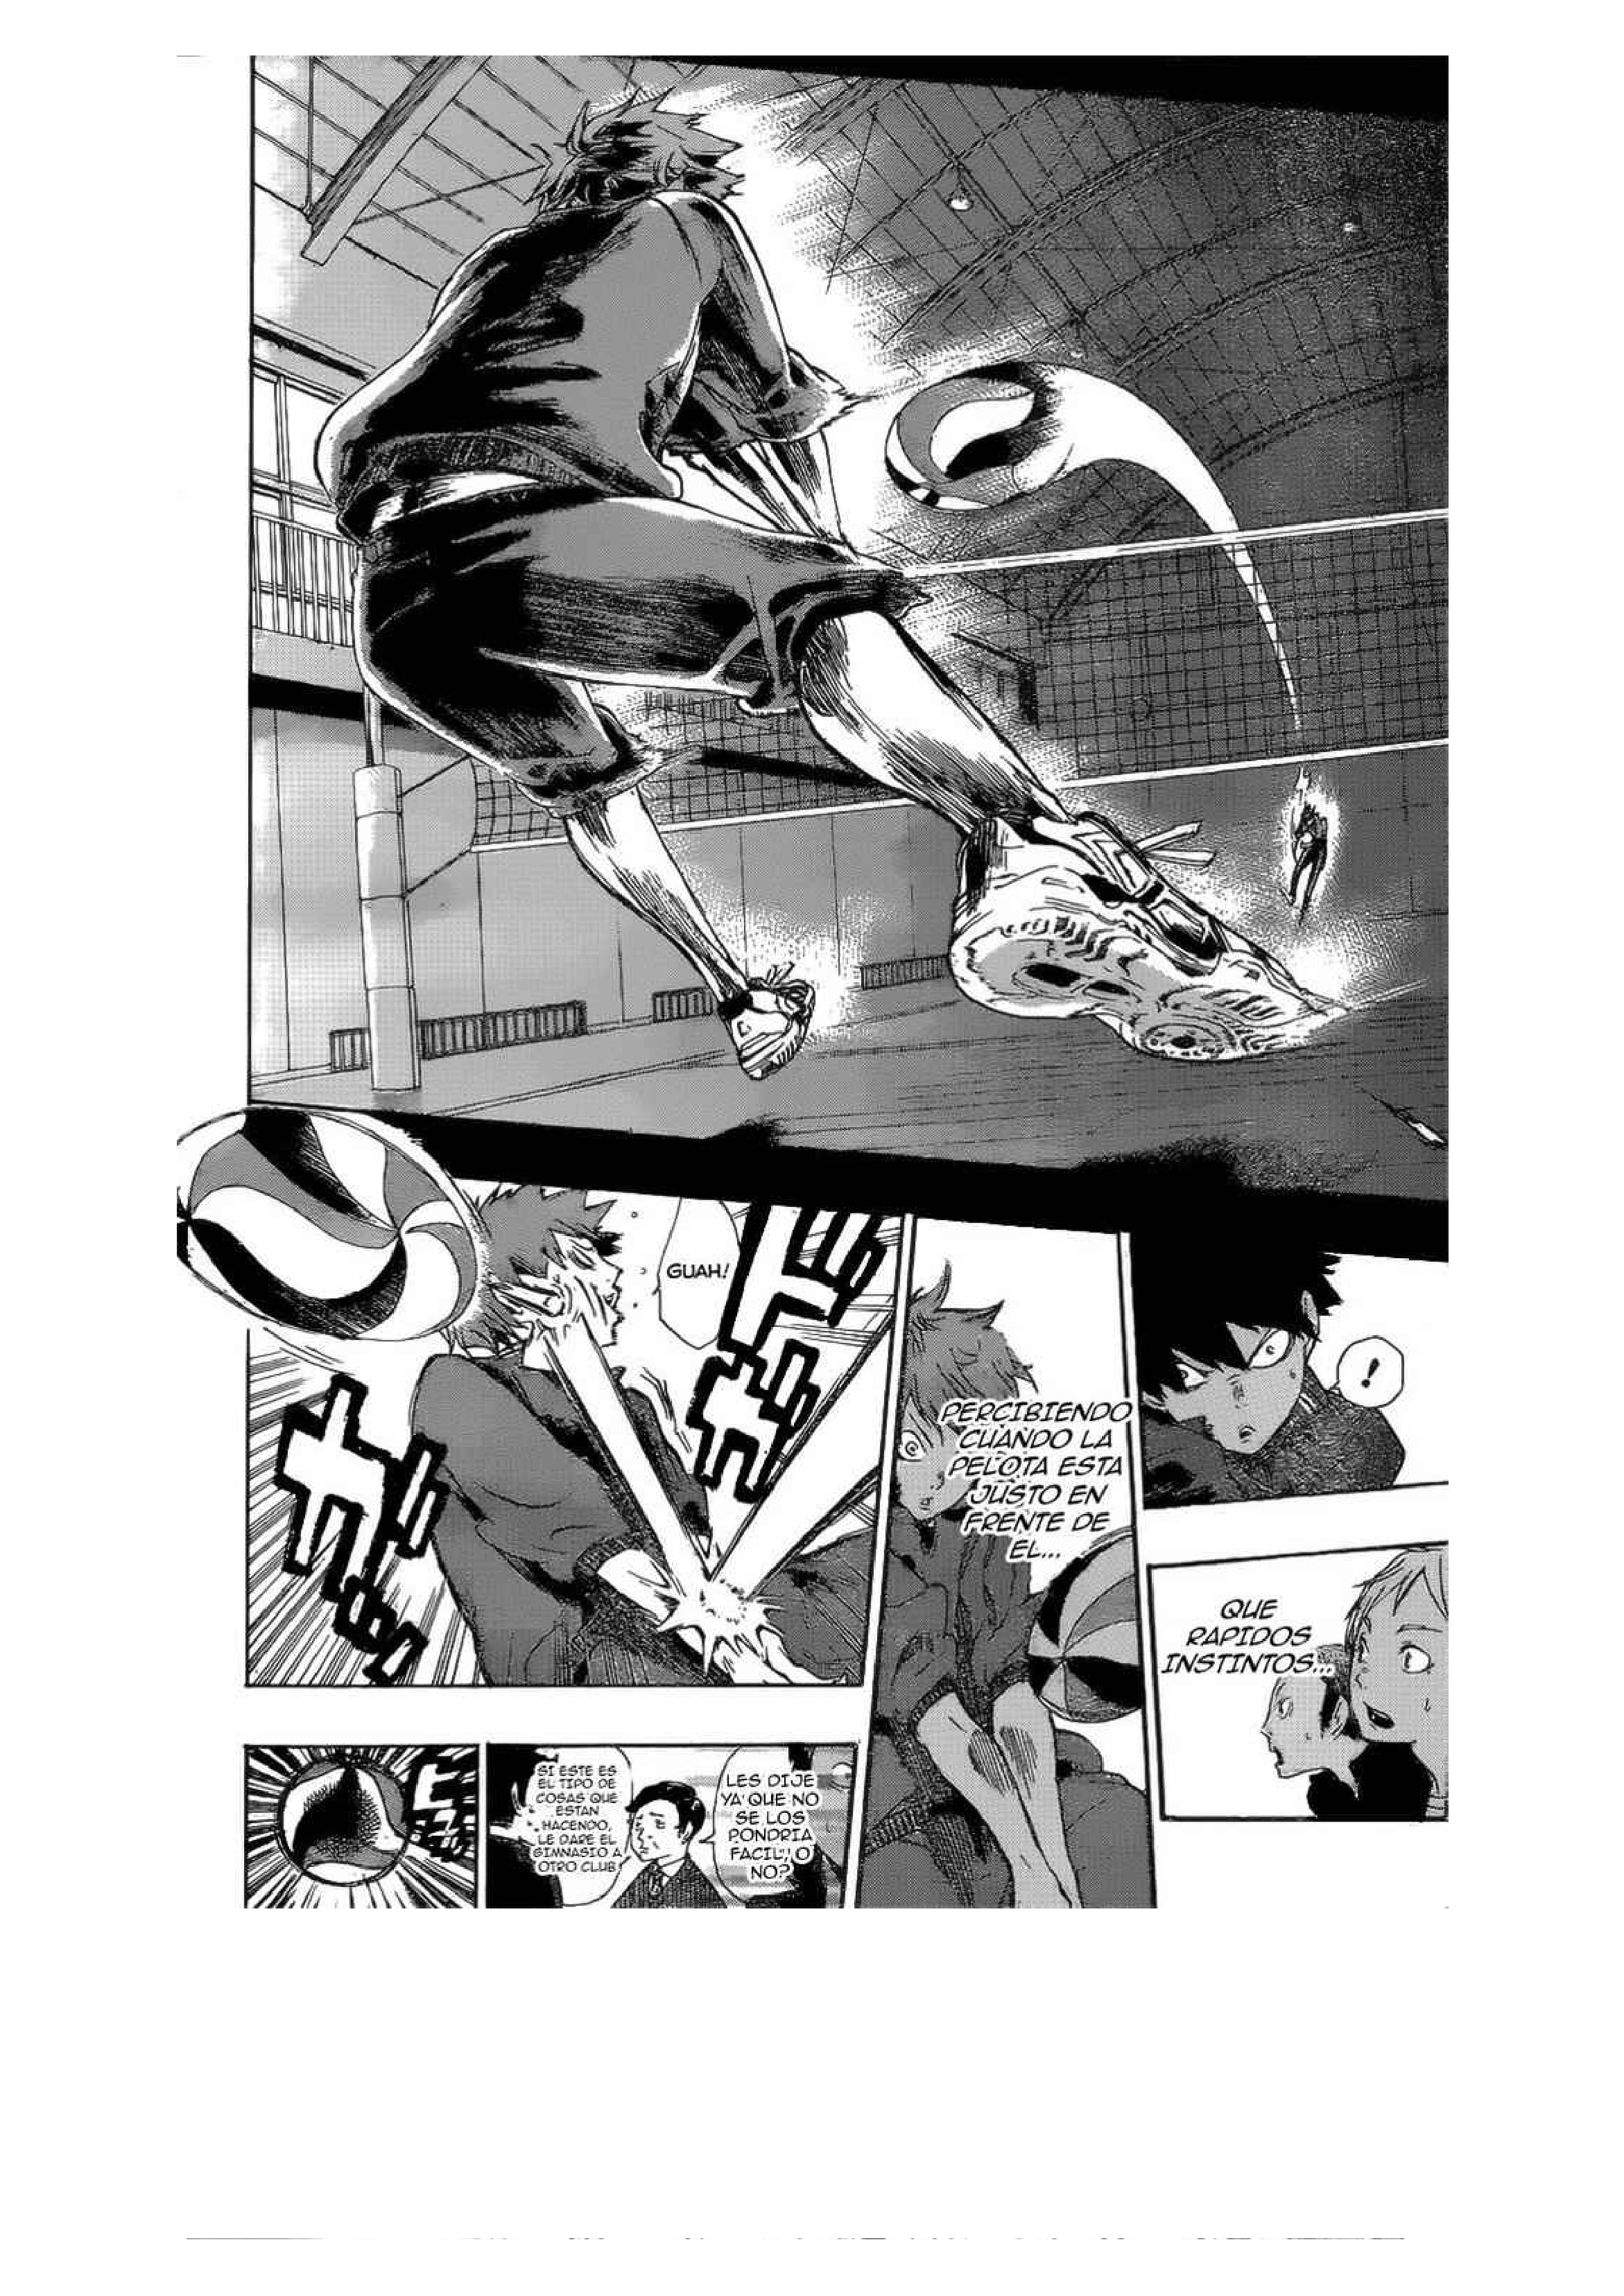 !
QUE
RAPIDOS
INSTINTOS...
PERCIBIENDO
CUANDO LA
PELOTA ESTA
JUSTO EN
FRENTE DE
EL...
GUAH!
LES DIJE
YA QUE NO
SE LOS
PONDRIA
FACIL, O
NO?
SI ESTE ES
EL TIPO DE
COSAS QUE
ESTAN
HACENDO,
LE DARE EL
GIMNASIO A
OTRO CLUB